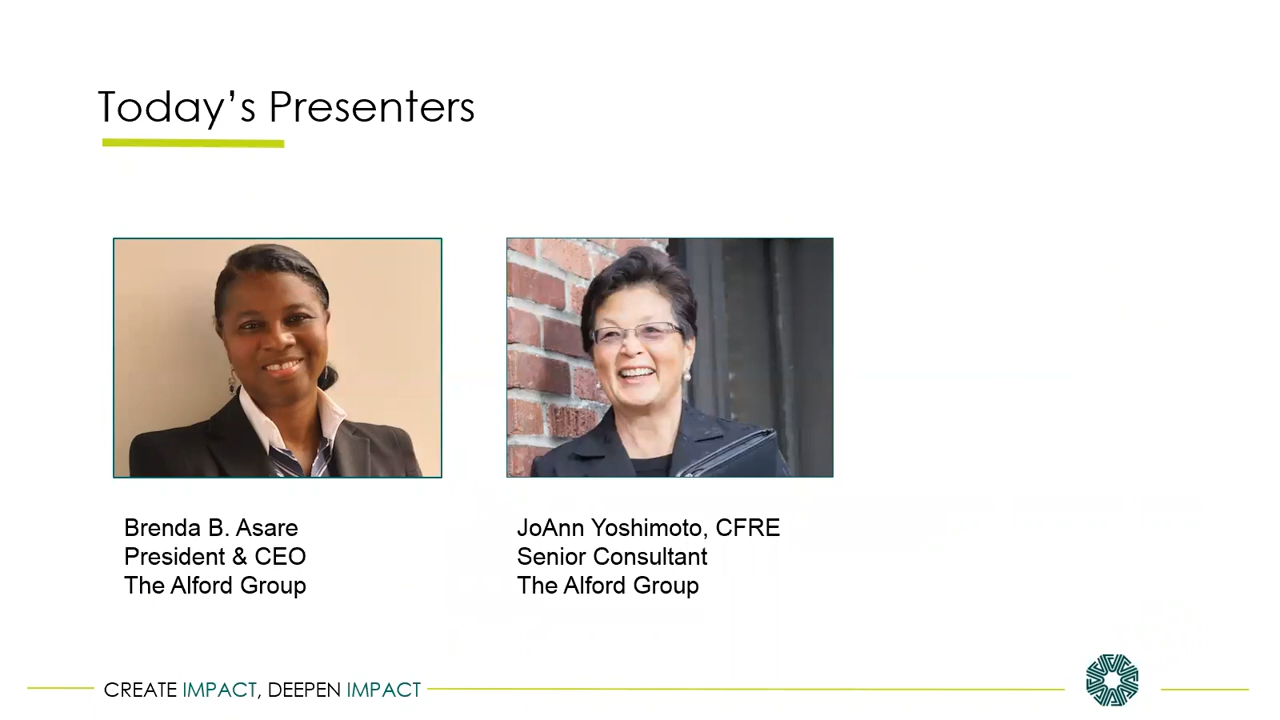 Today’s Presenters
Brenda B. Asare
President & CEO
The Alford Group
JoAnn Yoshimoto, CFRE
Senior Consultant
The Alford Group
CREATE IMPACT, DEEPEN IMPACT